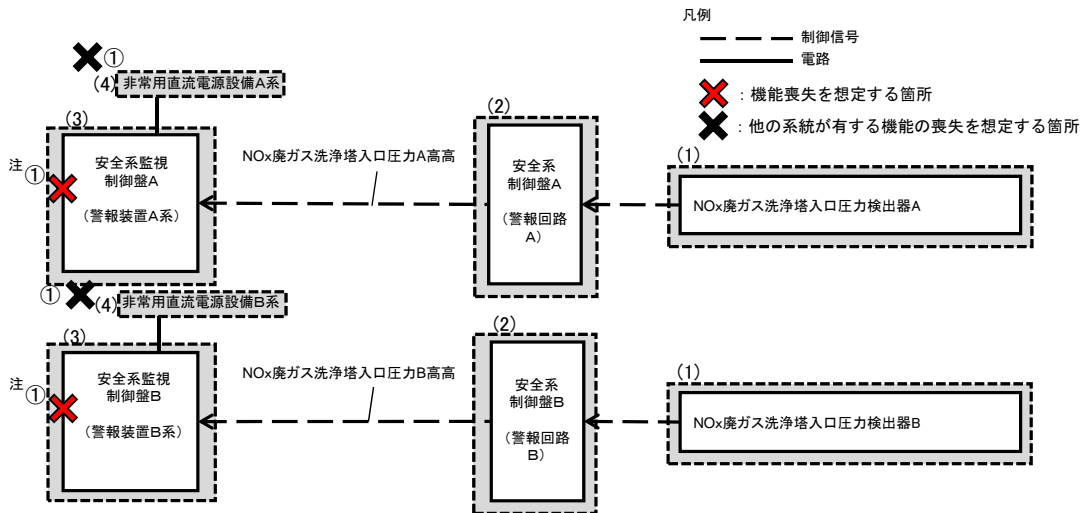 凡例
制御信号
電路
：機能喪失を想定する箇所
：他の系統が有する機能の喪失を想定する箇所
①
(4)
非常用直流電源設備A系
(3)
注①
安全系監視
制御盤A
（警報装置A系）
NOx廃ガス洗浄塔入口圧力A高高
(2)
安全系
制御盤A
（警報回路
A）
(1)
NOx廃ガス洗浄塔入口圧力検出器A
①
(4)
非常用直流電源設備B系
(3)
注①
安全系監視
制御盤B
（警報装置B系）
NOx廃ガス洗浄塔入口圧力B高高
(2)
安全系
制御盤B
（警報回路
B）
(1)
NOx廃ガス洗浄塔入口圧力検出器B